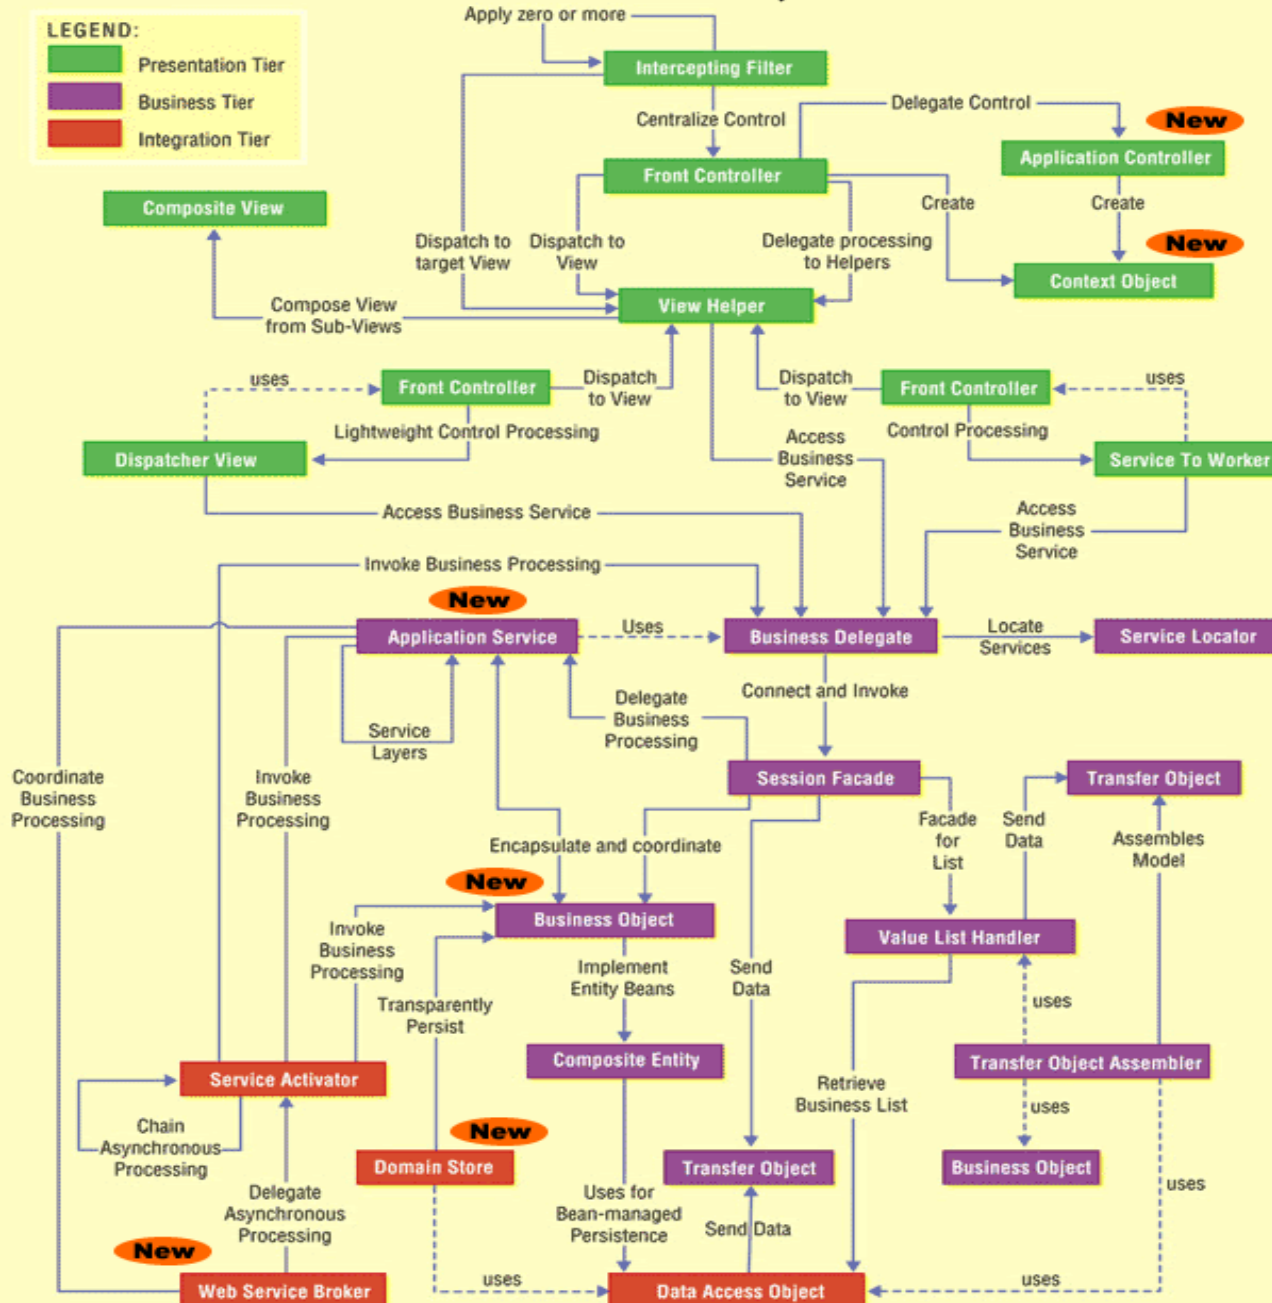 Apply zero or more
LEGEND:
Presentation Tier
Business Tier
Integration Tier
Intercepting Filter
Delegate Control
New
Centralize Control
Application Controller
Front Controller
Composite View
Create
Create
New
Dispatch to
target View
Dispatch to
View
Delegate processing
to Helpers
Context Object
View Helper
Compose View
from Sub-Views
uses
Front Controller
Dispatch
to View
Dispatch
to View
Front Controller
uses
Lightweight Control Processing
Access
Business
Service
Control Processing
Dispatcher View
Service To Worker
Access Business Service
Access
Business
Service
Invoke Business Processing
New
Application Service
Uses
Business Delegate
Locate
Services
Service Locator
Connect and Invoke
Delegate
Business
Processing
Service
Layers
Coordinate
Business
Processing
Invoke
Business
Processing
Session Facade
Transfer Object
Facade
for
List
Send
Data
Assembles
Model
Encapsulate and coordinate
New
Business Object
Invoke
Business
Processing
Value List Handler
Implement
Entity Beans
Send
Data
Transparently
Persist
uses
Composite Entity
Transfer Object Assembler
Service Activator
Retrieve
Business List
uses
Chain
Asynchronous
Processing
New
Domain Store
Transfer Object
Business Object
uses
Delegate
Asynchronous
Processing
Uses for
Bean-managed
Persistence
Send Data
New
Web Service Broker
uses
Data Access Object
uses